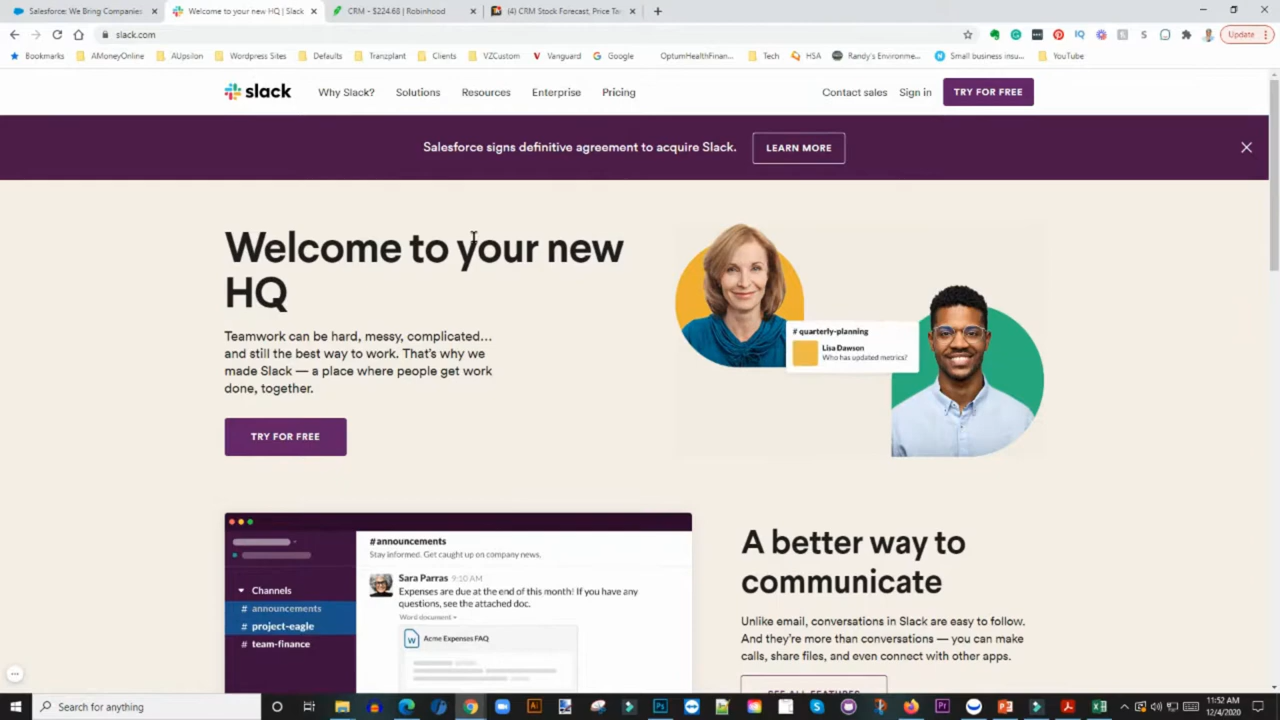 Salesforce: We Bring Companies
Welcome to your new HQ | Slack
CRM - $224.68 | Robinhood
(4) CRM Stock Forecast, Price Ta
slack.com
Update
Bookmarks
AMoneyOnline
AUpsilon
Wordpress Sites
Defaults
Tranzplant
Clients
VZCustom
Vanguard
Google
OptumHealthFinan...
Tech
HSA
Randy's Environme...
Small business insu...
YouTube
slack
Why Slack?
Solutions
Resources
Enterprise
Pricing
Contact sales
Sign in
TRY FOR FREE
Salesforce signs definitive agreement to acquire Slack.
LEARN MORE
Welcome to your new
HQ
Teamwork can be hard, messy, complicated...
and still the best way to work. That's why we
made Slack — a place where people get work
done, together.
TRY FOR FREE
# quarterly-planning
Lisa Dawson
Who has updated metrics?
#announcements
Stay informed. Get caught up on company news.
Channels
# announcements
# project-eagle
# team-finance
Sara Parras 9:10 AM
Expenses are due at the end of this month! If you have any
questions, see the attached doc.
Word document
W
Acme Expenses FAQ
A better way to
communicate
Unlike email, conversations in Slack are easy to follow.
And they're more than conversations — you can make
calls, share files, and even connect with other apps.
SEE ALL FEATURES
Search for anything
11:52 AM
12/4/2020